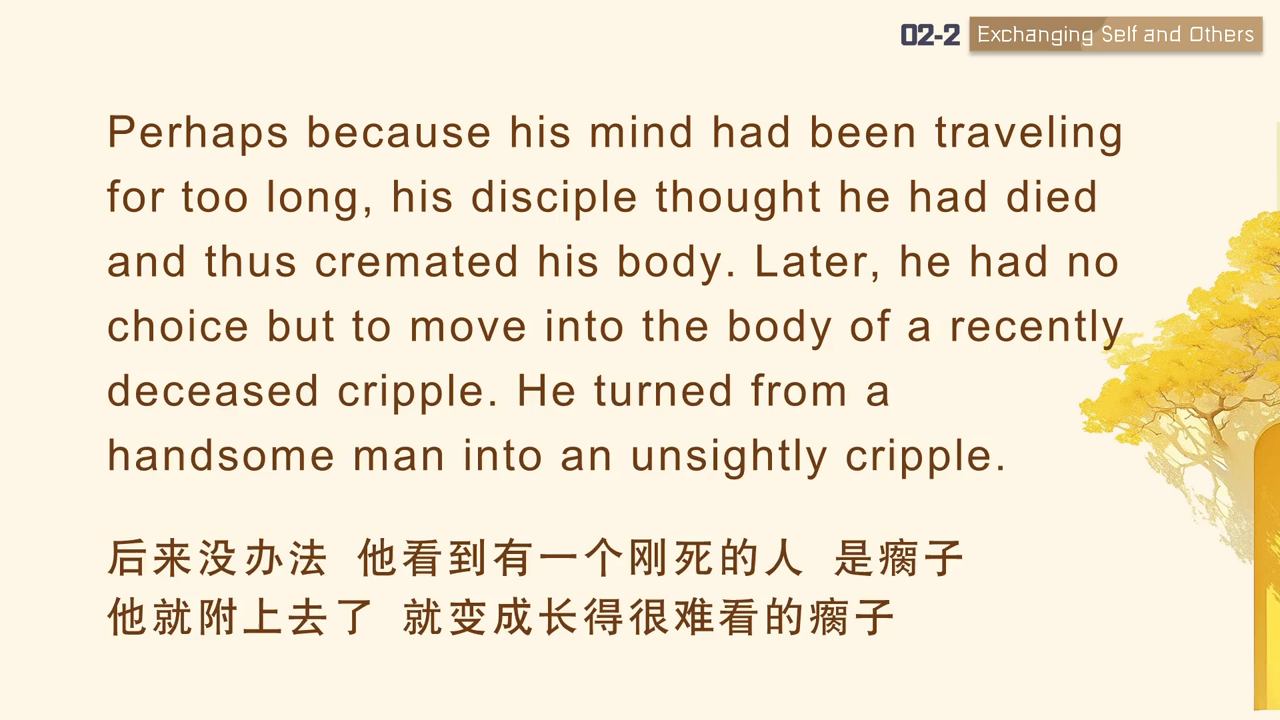 02-2 Exchanging Self and Others
Perhaps because his mind had been traveling
for too long, his disciple thought he had died
and thus cremated his body. Later, he had no
choice but to move into the body of a recently
deceased cripple. He turned from a
handsome man into an unsightly cripple.
后来没办法 他看到有一个刚死的人 是瘸子
他就附上去了 就变成长得很难看的瘸子